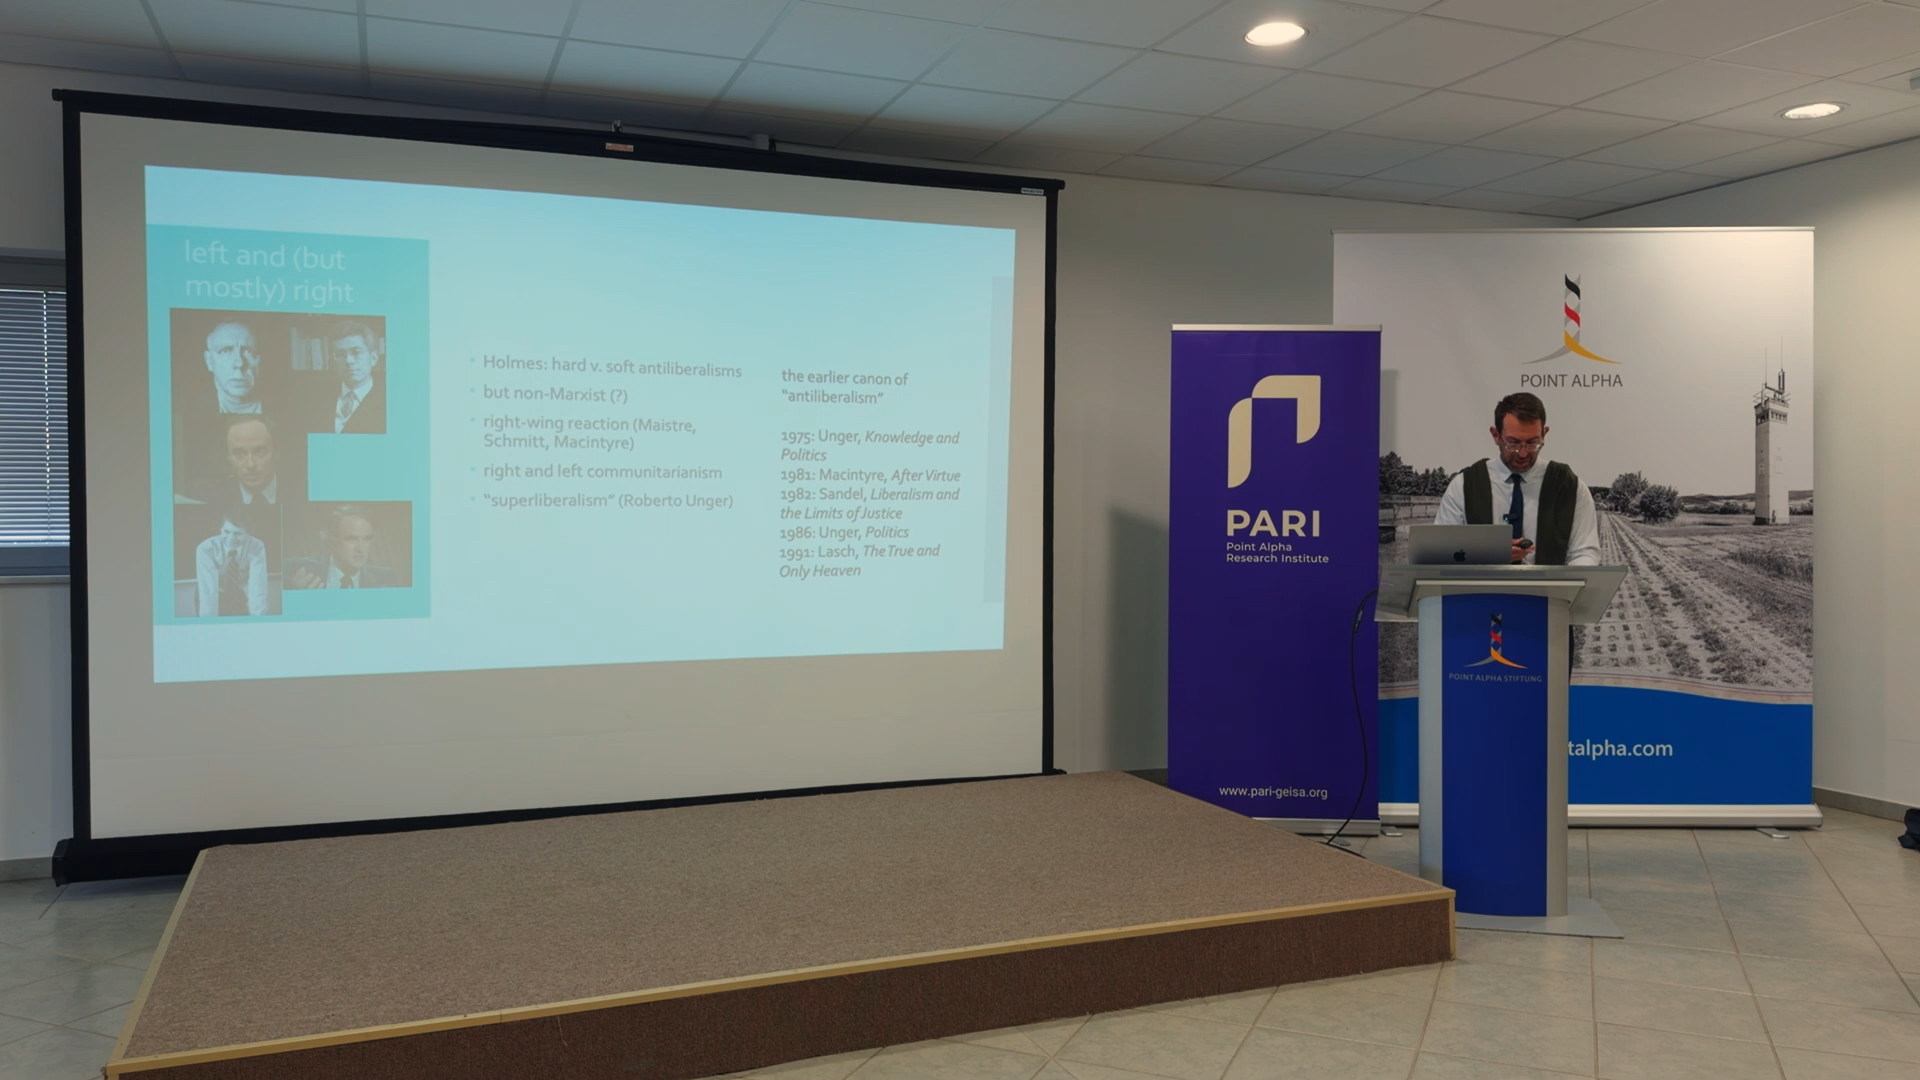 left and (but
mostly) right
Holmes: hard v. soft antiliberalisms
but non-Marxist (?)
right-wing reaction (Maistre,
Schmitt, Macintyre)
right and left communitarianism
"superliberalism" (Roberto Unger)
the earlier canon of
"antiliberalism"
1975: Unger, Knowledge and
Politics
1981: Macintyre, After Virtue
1982: Sandel, Liberalism and
the Limits of Justice
1986: Unger, Politics
1991: Lasch, The True and
Only Heaven
PARI
Point Alpha
Research Institute
www.pari-geisa.org
POINT ALPHA
talpha.com
POINT ALPHA STIFTUNG